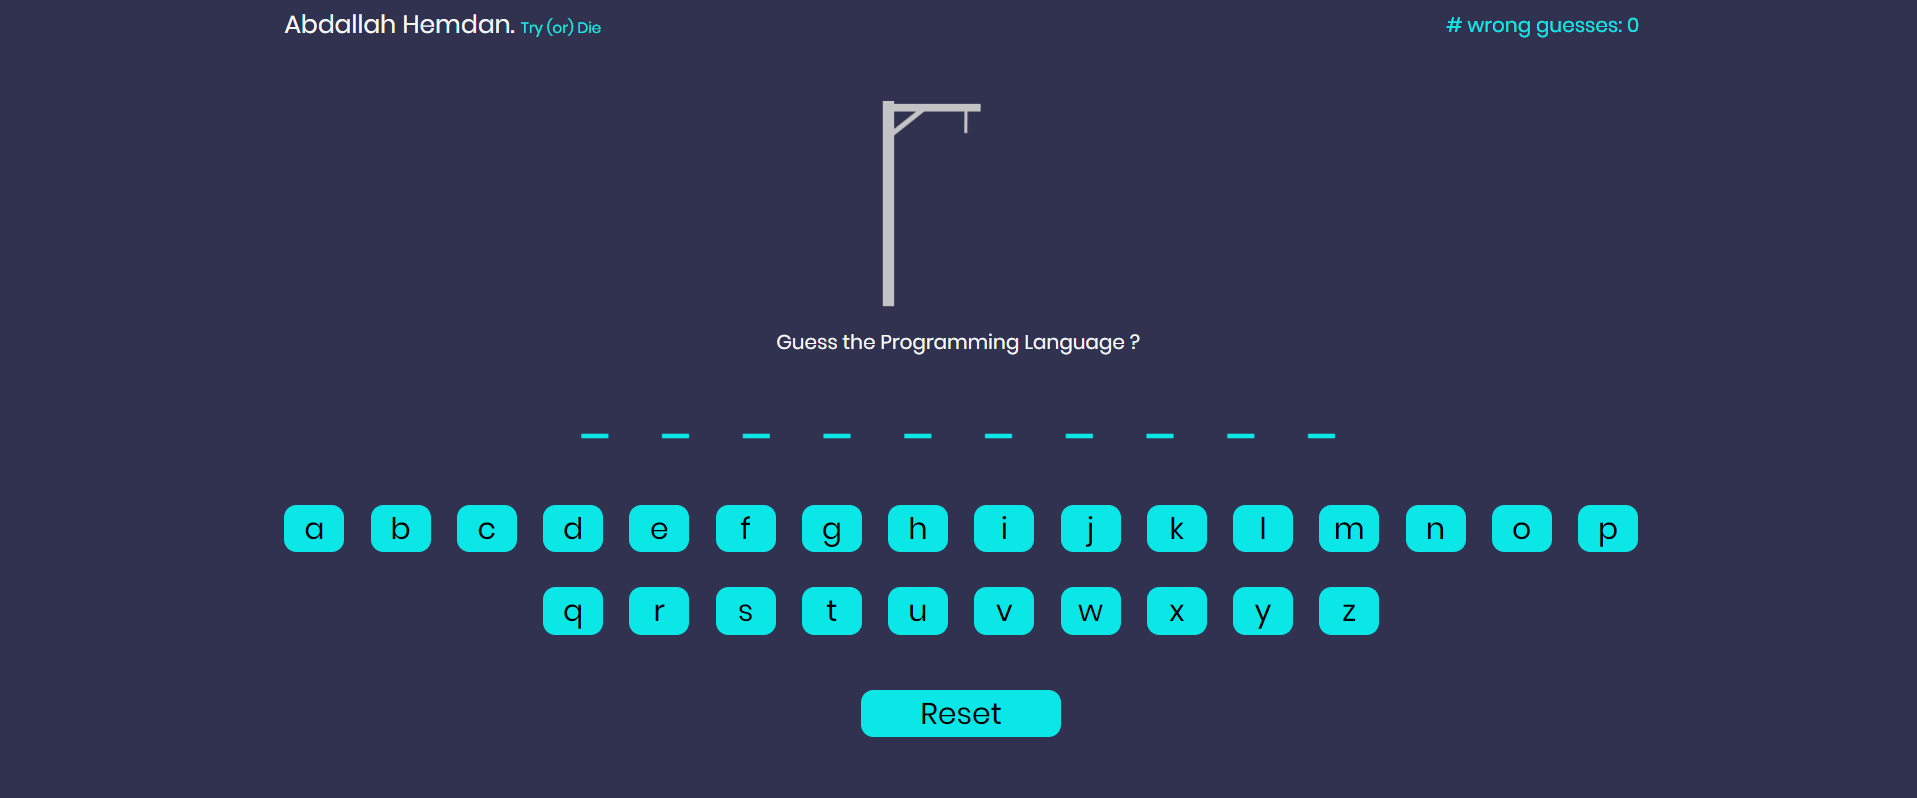 Abdallah Hemdan. Try (or) Die
# wrong guesses: 0
Guess the Programming Language ?
_ _ _ _ _ _ _ _ _ _
a b c d e f g h i j k l m n o p
q r s t u v w x y z
Reset